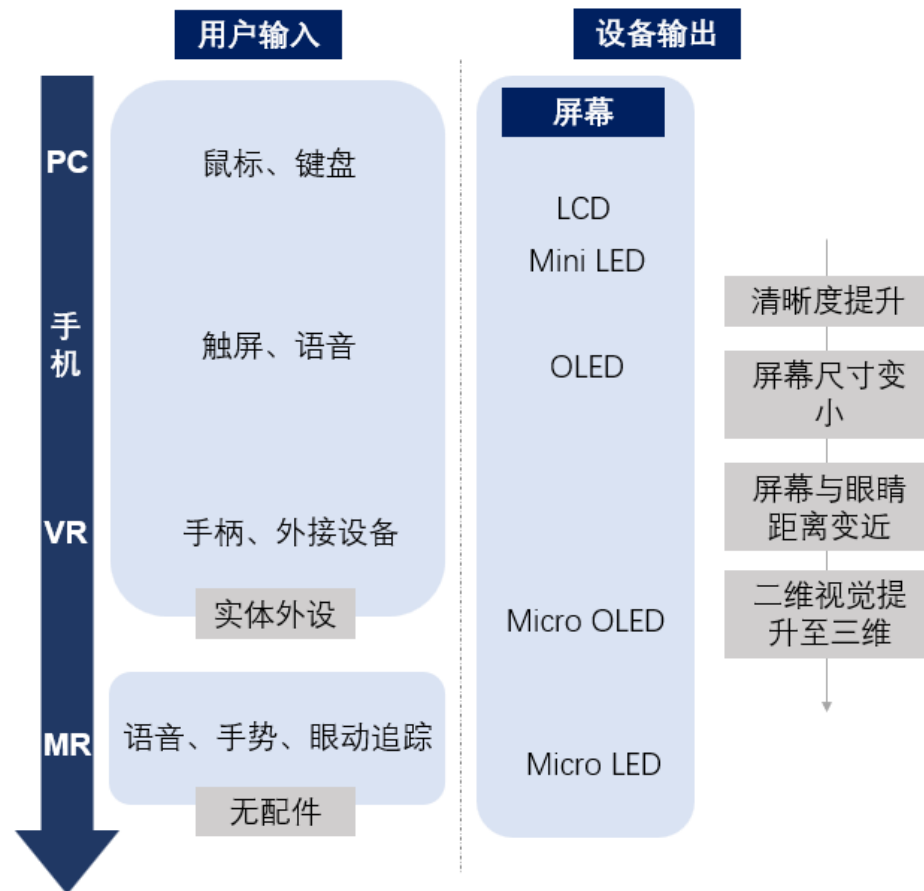 用户输入
设备输出
屏幕
PC
鼠标、键盘
LCD
Mini LED
清晰度提升
手
机
触屏、语音
OLED
屏幕尺寸变
小
屏幕与眼睛
距离变近
VR
手柄、外接设备
二维视觉提
升至三维
实体外设
Micro OLED
MR
语音、手势、眼动追踪
Micro LED
无配件